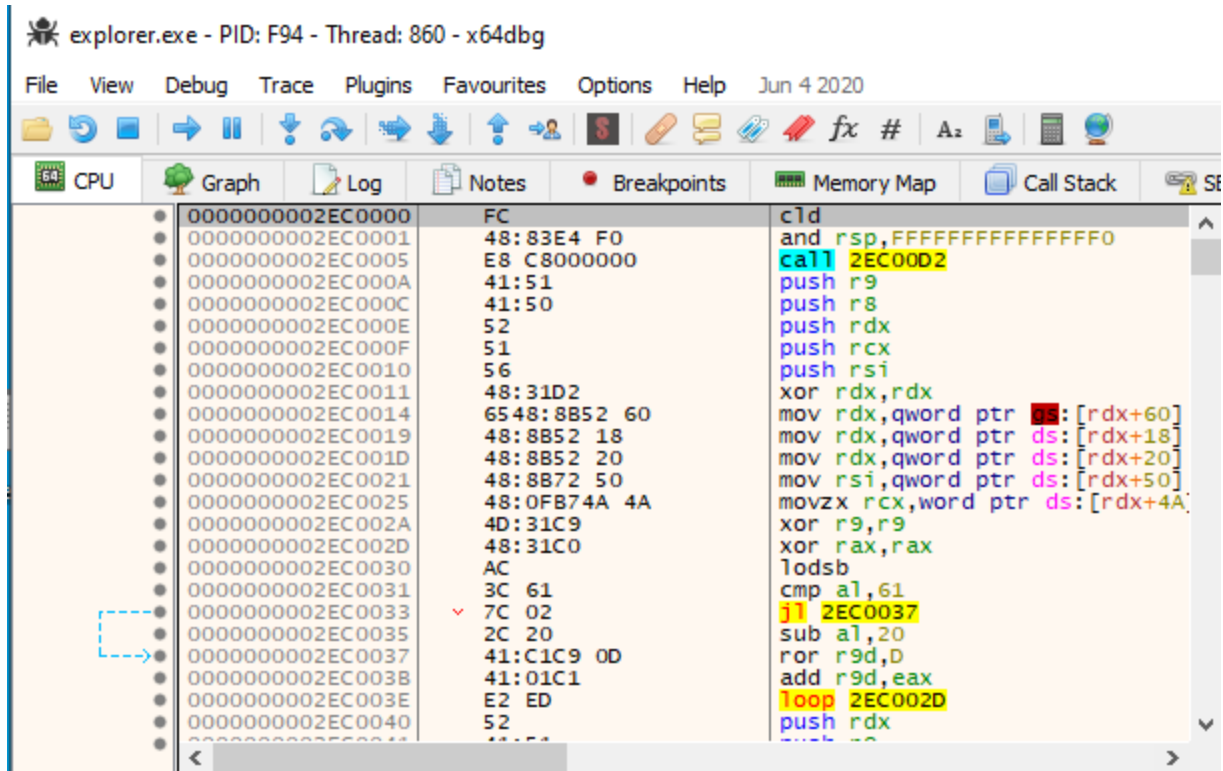 explorer.exe - PID: F94 - Thread: 860 - x64dbg
File View Debug Trace Plugins Favourites Options Help Jun 4 2020
S fx # Az
64 CPU Graph Log Notes Breakpoints Memory Map Call Stack
0000000002EC0000 FC cld
0000000002EC0001 48:83E4 F0 and rsp,FFFFFFFFFFFFFFF0
0000000002EC0005 E8 C8000000 call 2EC00D2
0000000002EC000A 41:51 push r9
0000000002EC000C 41:50 push r8
0000000002EC000E 52 push rdx
0000000002EC000F 51 push rcx
0000000002EC0010 56 push rsi
0000000002EC0011 48:31D2 xor rdx,rdx
0000000002EC0014 6548:8B52 60 mov rdx,qword ptr gs:[rdx+60]
0000000002EC0019 48:8B52 18 mov rdx,qword ptr ds:[rdx+18]
0000000002EC001D 48:8B52 20 mov rdx,qword ptr ds:[rdx+20]
0000000002EC0021 48:8B72 50 mov rsi,qword ptr ds:[rdx+50]
0000000002EC0025 48:0FB74A 4A movzx rcx,word ptr ds:[rdx+4A]
0000000002EC002A 4D:31C9 xor r9,r9
0000000002EC002D 48:31C0 xor rax,rax
0000000002EC0030 AC lodsb
0000000002EC0031 3C 61 cmp al,61
0000000002EC0033 7C 02 jl 2EC0037
0000000002EC0035 2C 20 sub al,20
0000000002EC0037 41:C1C9 0D ror r9d,D
0000000002EC003B 41:01C1 add r9d,eax
0000000002EC003E E2 ED loop 2EC002D
0000000002EC0040 52 push rdx